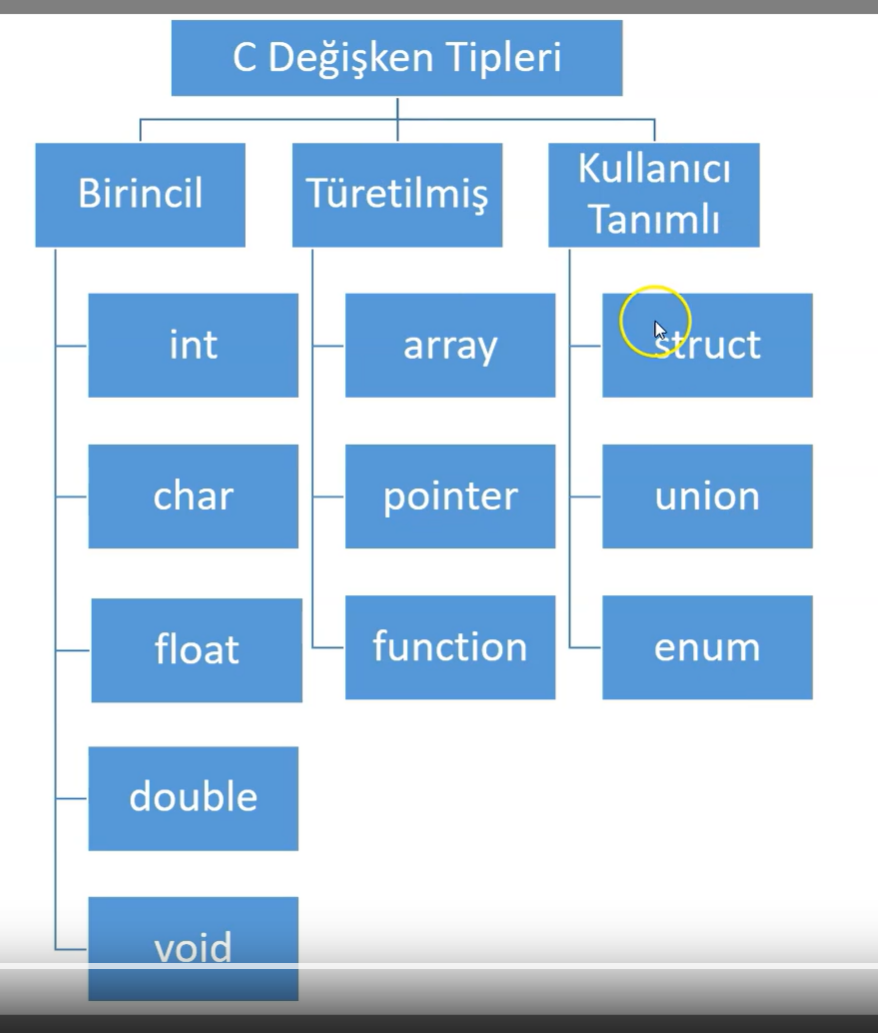 C Değişken Tipleri
Birincil
int
char
float
double
void
Türetilmiş
array
pointer
function
Kullanıcı
Tanımlı
struct
union
enum